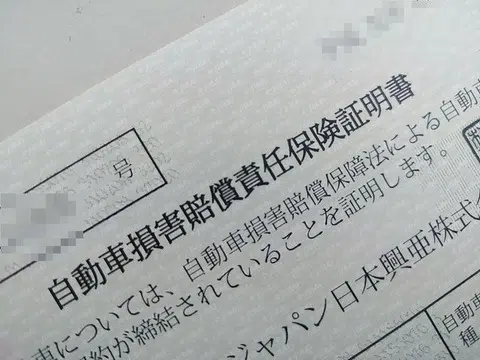 号
自動車損害賠償責任保険証明書
車については、自動車損害賠償保障法による自動車
約が締結されていることを証明します。
ジャパン日本興亜株式
自動車
種